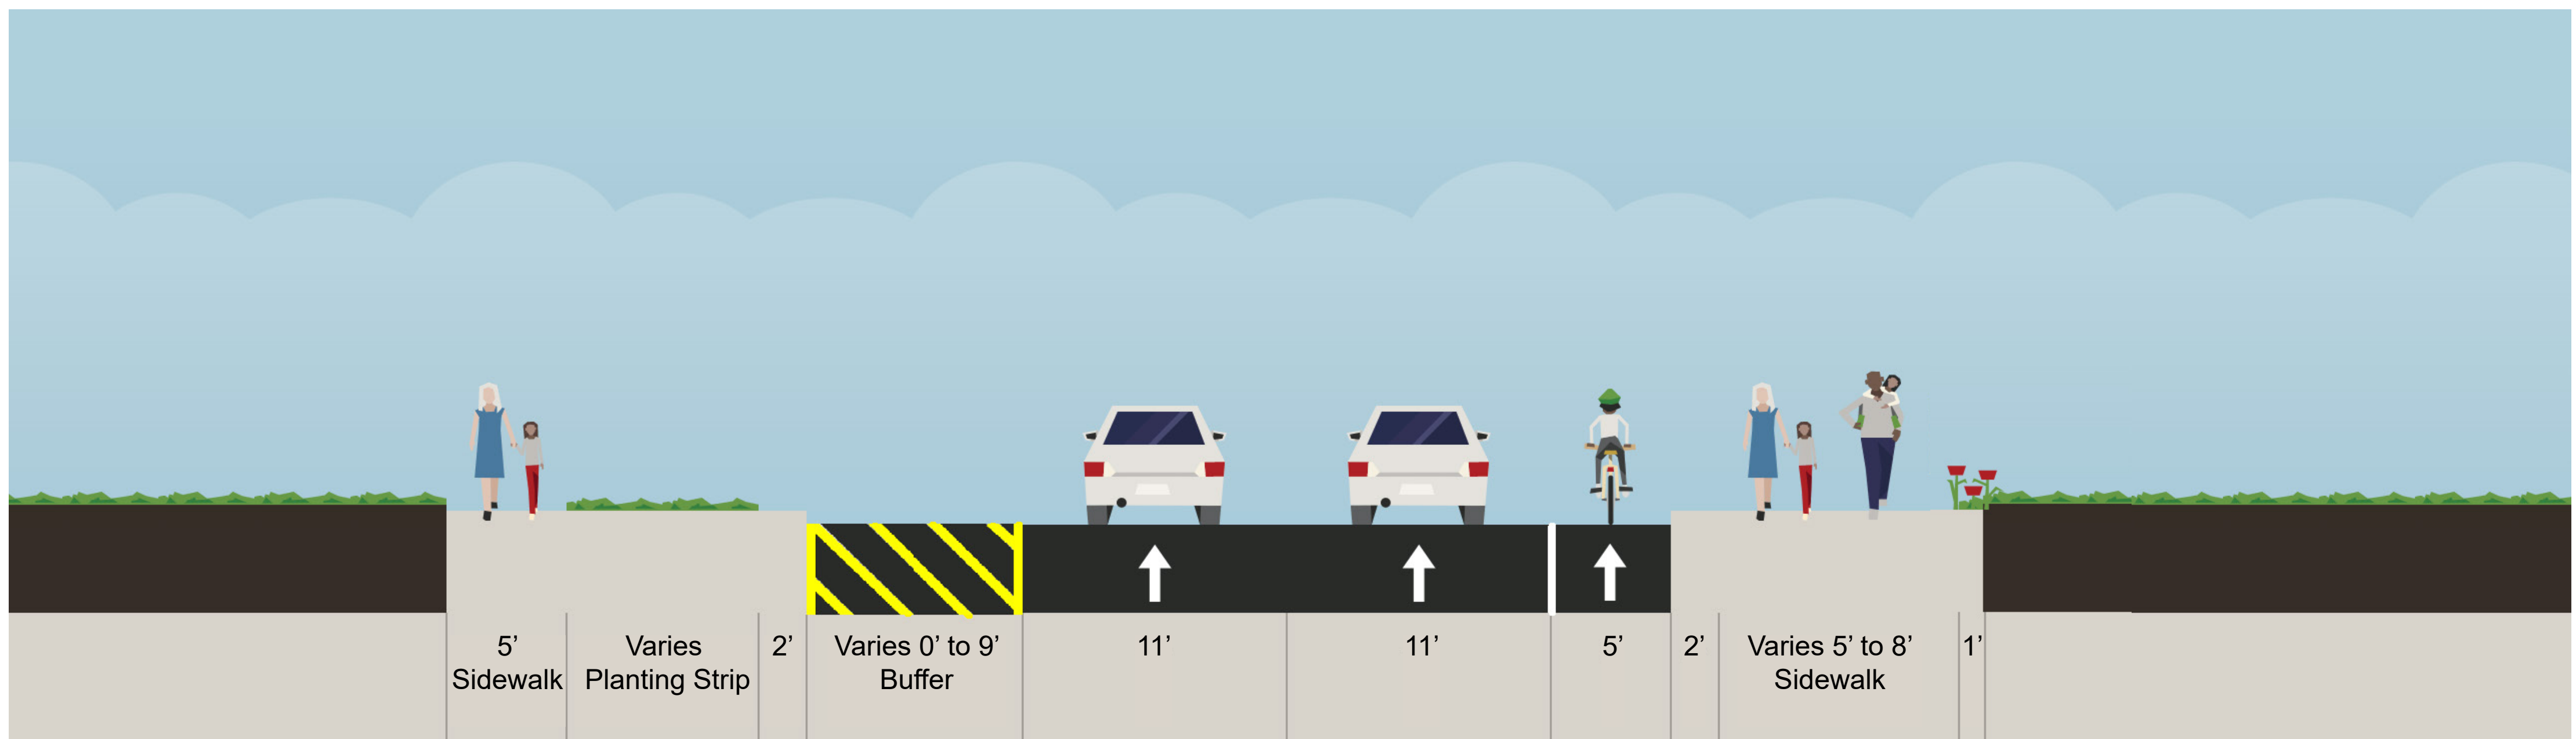 5’
Sidewalk
Varies
Planting Strip
2’
Varies 0’ to 9’
Buffer
11’
11’
5’
2’
Varies 5’ to 8’
Sidewalk
1’